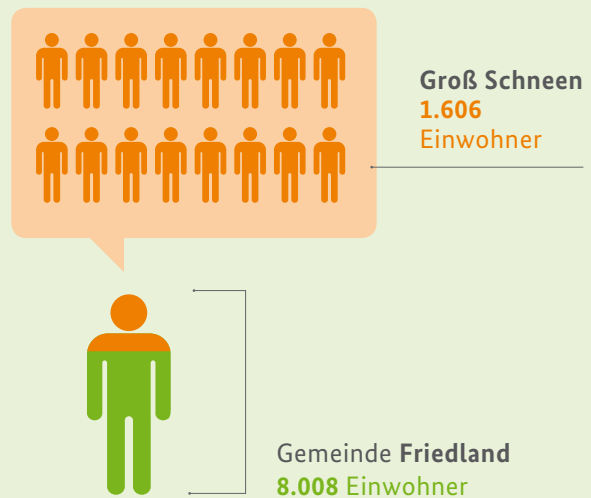 Groß Schneen
1.606
Einwohner
Gemeinde Friedland
8.008 Einwohner